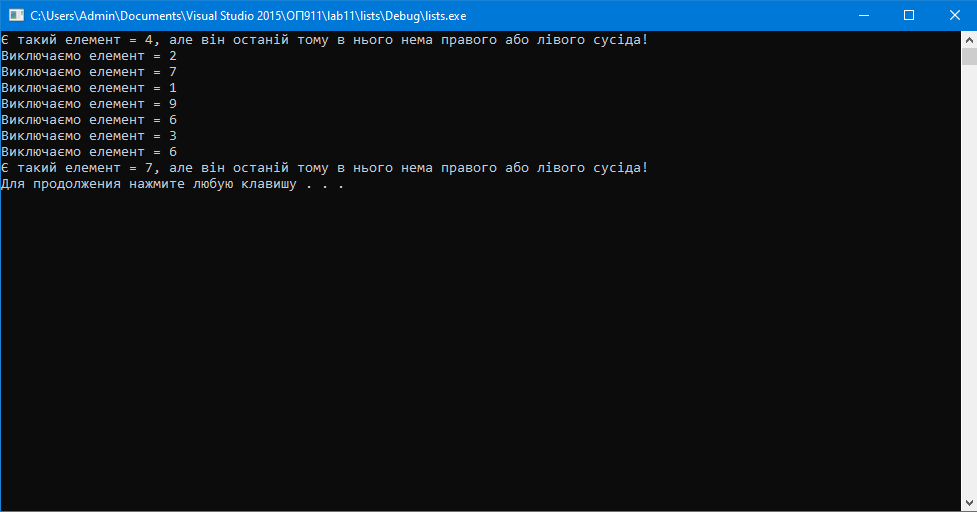 C:\Users\Admin\Documents\Visual Studio 2015\ОП911\lab11\lists\Debug\lists.exe
Є такий елемент = 4, але він останій тому в нього нема правого або лівого сусіда!
Виключаємо елемент = 2
Виключаємо елемент = 7
Виключаємо елемент = 1
Виключаємо елемент = 9
Виключаємо елемент = 6
Виключаємо елемент = 3
Виключаємо елемент = 6
Є такий елемент = 7, але він останій тому в нього нема правого або лівого сусіда!
Для продолжения нажмите любую клавишу . . .